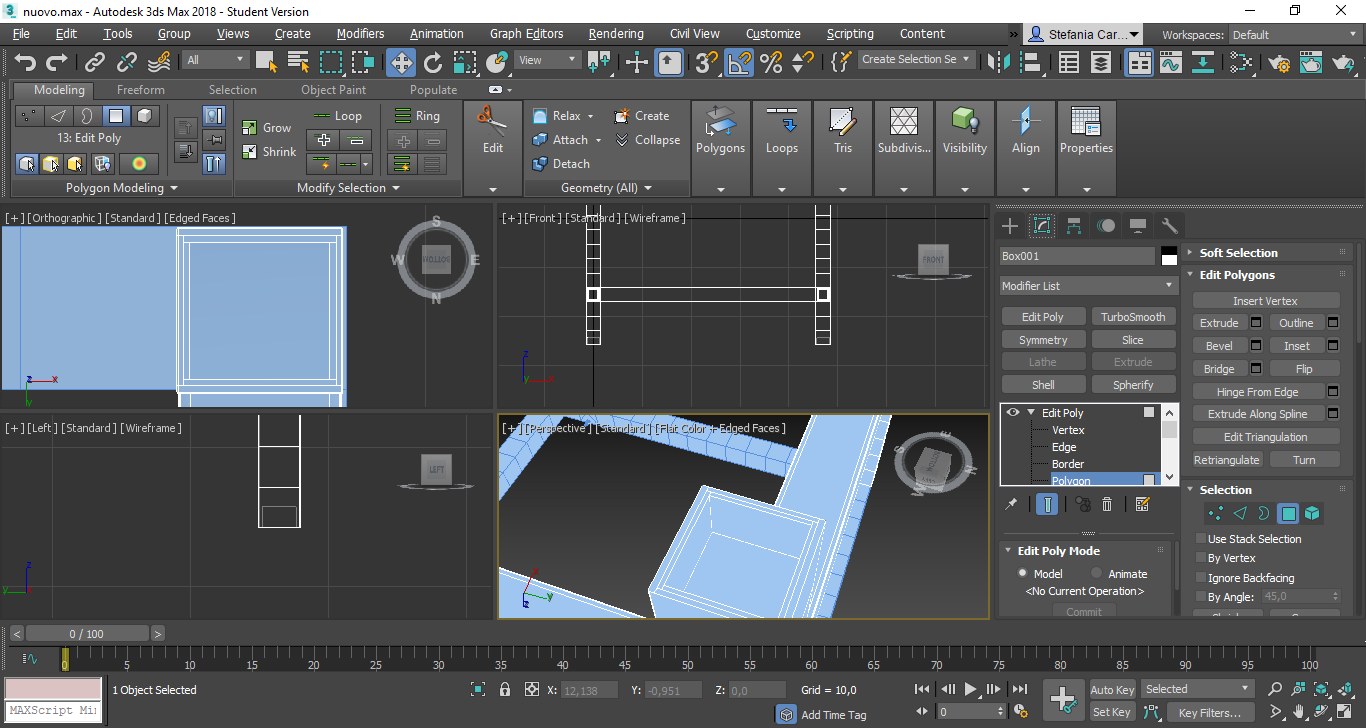 nuovo.max - Autodesk 3ds Max 2018 - Student Version
File Edit Tools Group Views Create Modifiers Animation Graph Editors Rendering Civil View Customize Scripting Content » Stefania Car... Workspaces: Default
All View Create Selection Se
Modeling Freeform Selection Object Paint Populate
13: Edit Poly
Grow
Shrink
Loop
Ring
Edit
Relax
Create
Attach
Collapse
Detach
Polygons
Loops
Tris
Subdivis...
Visibility
Align
Properties
Polygon Modeling
Modify Selection
Geometry (All)
[+] [Orthographic ] [Standard ] [Edged Faces ]
S
W E
BOTTOM
N
z x
y
[+] [Front ] [Standard ] [Wireframe ]
FRONT
z
y x
[+] [Left ] [Standard ] [Wireframe ]
LEFT
z
y
[+] [Perspective ] [Standard ] [Flat Color + Edged Faces ]
S E
BOTTOM
W N
x
y
z
Box001
Modifier List
Edit Poly TurboSmooth
Symmetry Slice
Lathe Extrude
Shell Spherify
Edit Poly
Vertex
Edge
Border
Polygon
Edit Poly Mode
Model Animate
<No Current Operation>
Commit
Soft Selection
Edit Polygons
Insert Vertex
Extrude Outline
Bevel Inset
Bridge Flip
Hinge From Edge
Extrude Along Spline
Edit Triangulation
Retriangulate Turn
Selection
Use Stack Selection
By Vertex
Ignore Backfacing
By Angle: 45,0
< 0 / 100 >
0 5 10 15 20 25 30 35 40 45 50 55 60 65 70 75 80 85 90 95 100
1 Object Selected
X: 12,138 Y: -0,951 Z: 0,0 Grid = 10,0
Auto Key Selected
MAXScript Mi
Add Time Tag
0
Set Key Key Filters...